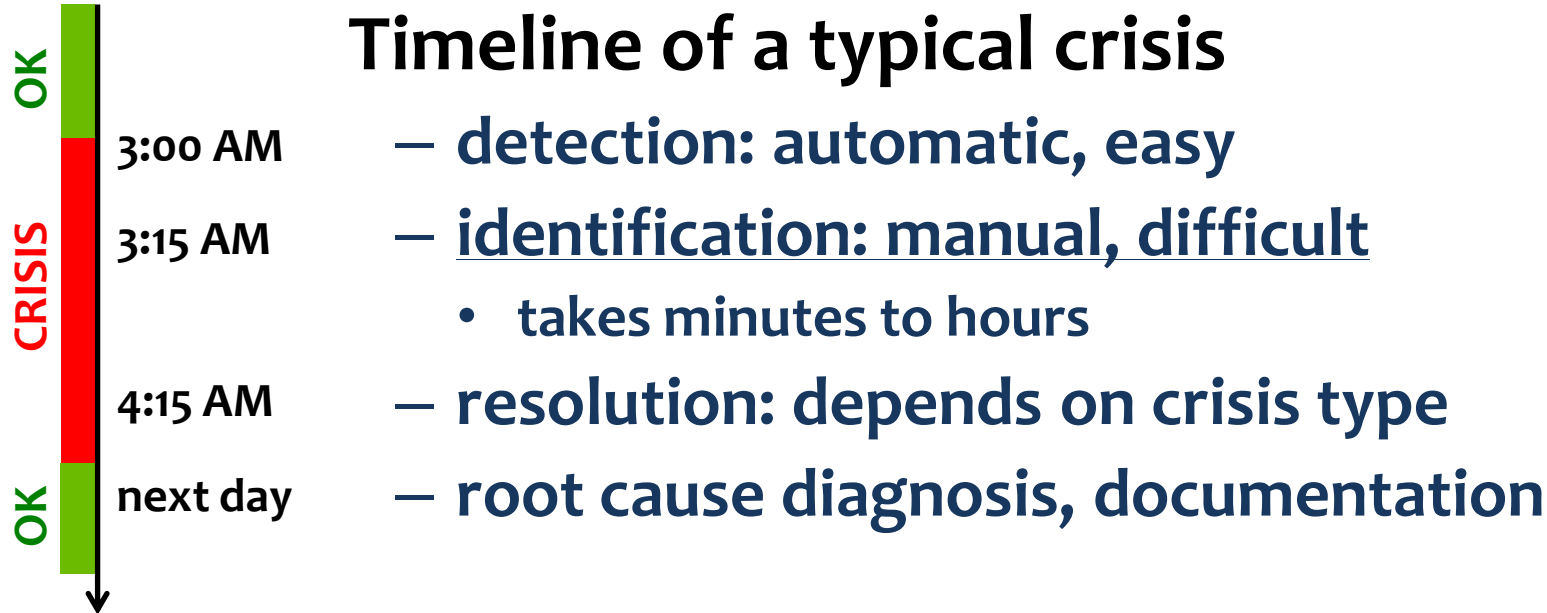 Timeline of a typical crisis
OK
3:00 AM – detection: automatic, easy
CRISIS
3:15 AM – identification: manual, difficult
• takes minutes to hours
4:15 AM – resolution: depends on crisis type
OK
next day – root cause diagnosis, documentation